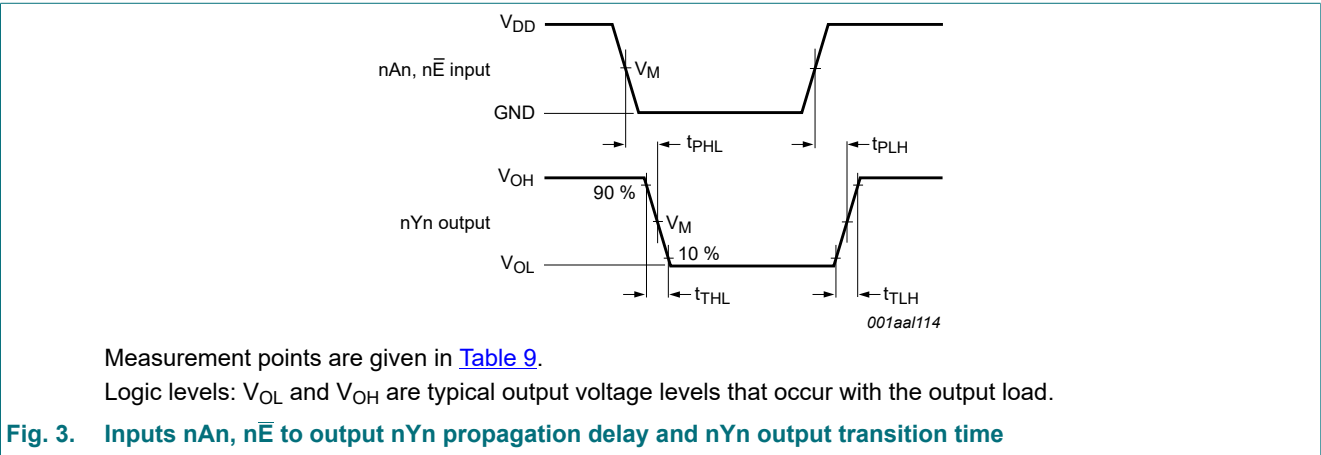 VDD
nAn, nE̅ input
VM
GND
tPHL
tPLH
VOH
90 %
nYn output
VM
10 %
VOL
tTHL
tTLH
001aal114
Measurement points are given in Table 9.
Logic levels: VOL and VOH are typical output voltage levels that occur with the output load.
Fig. 3. Inputs nAn, nE̅ to output nYn propagation delay and nYn output transition time